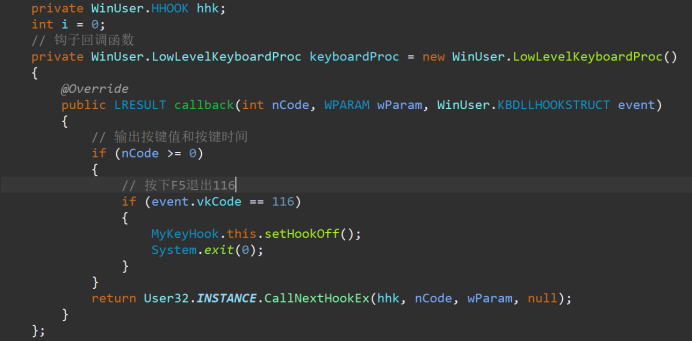 private WinUser.HHOOK hhk;
int i = 0;
// 钩子回调函数
private WinUser.LowLevelKeyboardProc keyboardProc = new WinUser.LowLevelKeyboardProc()
{
@Override
public LRESULT callback(int nCode, WPARAM wParam, WinUser.KBDLLHOOKSTRUCT event)
{
// 输出按键值和按键时间
if (nCode >= 0)
{
// 按下F5退出116
if (event.vkCode == 116)
{
MyKeyHook.this.setHookOff();
System.exit(0);
}
}
return User32.INSTANCE.CallNextHookEx(hhk, nCode, wParam, null);
}
};